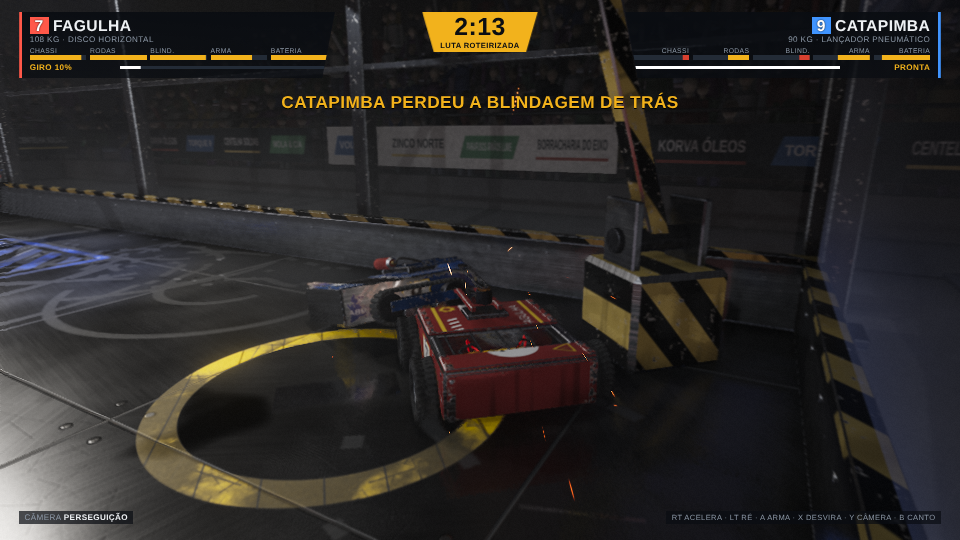 7 FAGULHA
108 KG · DISCO HORIZONTAL
CHASSI RODAS BLIND. ARMA BATERIA
GIRO 10%
2:13
LUTA ROTEIRIZADA
9 CATAPIMBA
90 KG · LANÇADOR PNEUMÁTICO
CHASSI RODAS BLIND. ARMA BATERIA
PRONTA
CATAPIMBA PERDEU A BLINDAGEM DE TRÁS
ZINCO NORTE
BORRACHARIA DO EIXO
KORVA ÓLEOS
CÂMERA PERSEGUIÇÃO
RT ACELERA · LT RÉ · A ARMA · X DESVIRA · Y CÂMERA · B CANTO